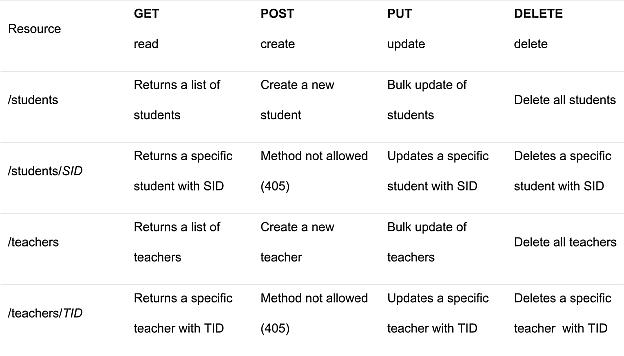 Resource GET POST PUT DELETE
read create update delete
/students Returns a list of students Create a new student Bulk update of students Delete all students
/students/SID Returns a specific student with SID Method not allowed (405) Updates a specific student with SID Deletes a specific student with SID
/teachers Returns a list of teachers Create a new teacher Bulk update of teachers Delete all teachers
/teachers/TID Returns a specific teacher with TID Method not allowed (405) Updates a specific teacher with TID Deletes a specific teacher with TID